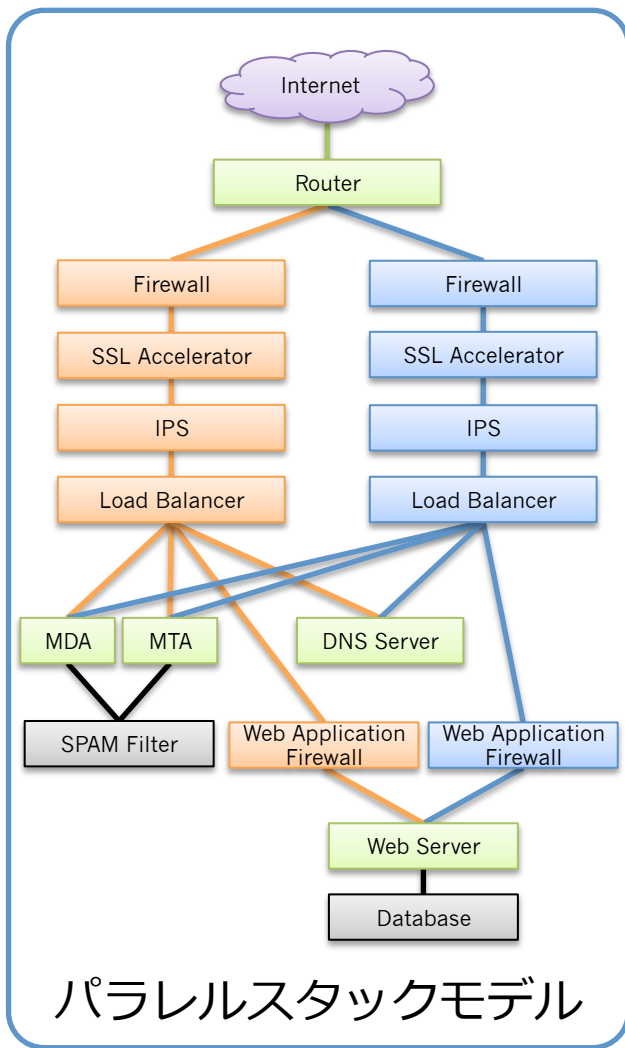 Internet
Router
Firewall
Firewall
SSL Accelerator
SSL Accelerator
IPS
IPS
Load Balancer
Load Balancer
MDA
MTA
DNS Server
SPAM Filter
Web Application
Firewall
Web Application
Firewall
Web Server
Database
パラレルスタックモデル